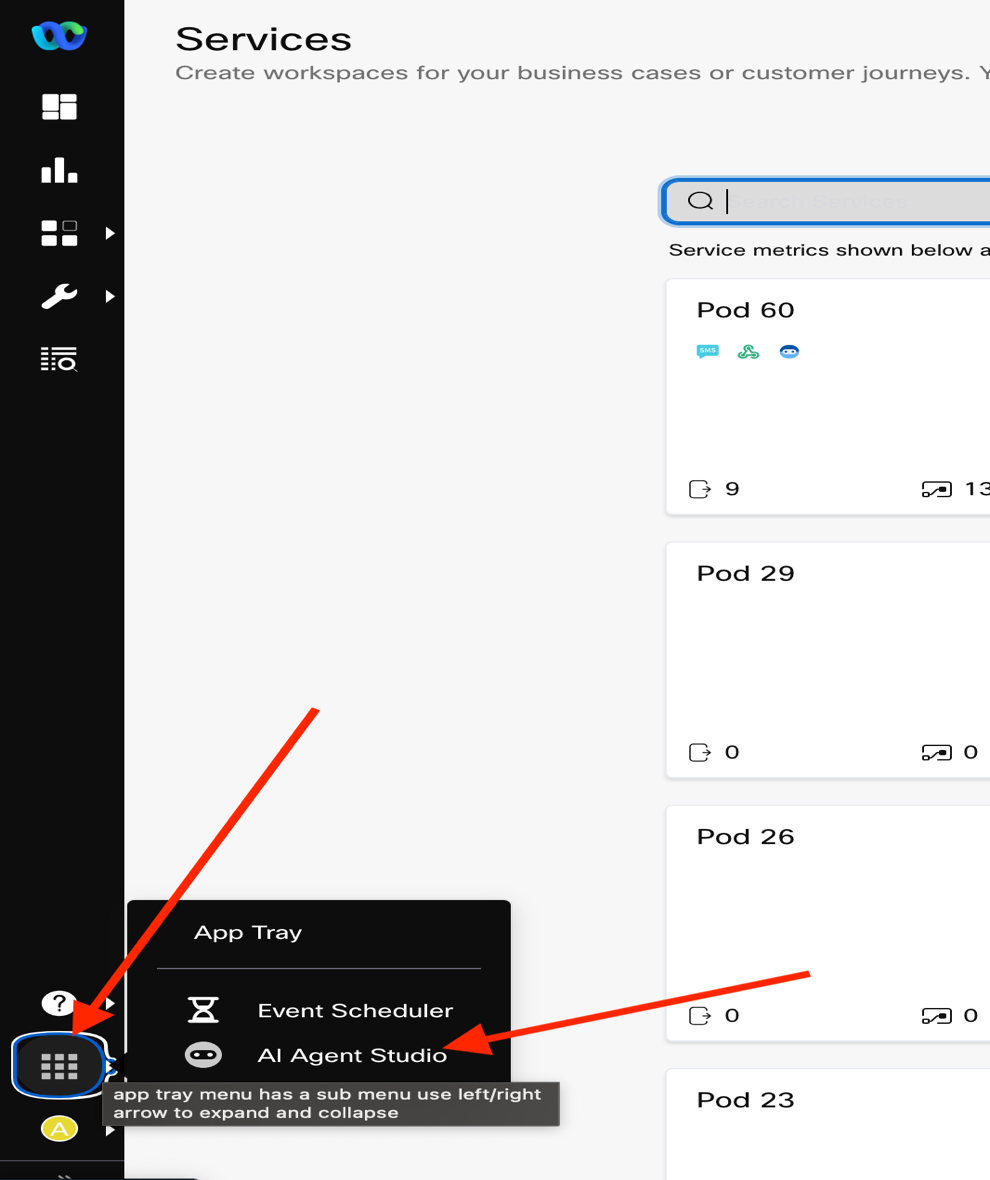 Services
Create workspaces for your business cases or customer journeys. Y
Search Services
Service metrics shown below a
Pod 60
SMS
9
13
Pod 29
0
0
Pod 26
0
0
Pod 23
App Tray
Event Scheduler
AI Agent Studio
?
app tray menu has a sub menu use left/right
arrow to expand and collapse
A